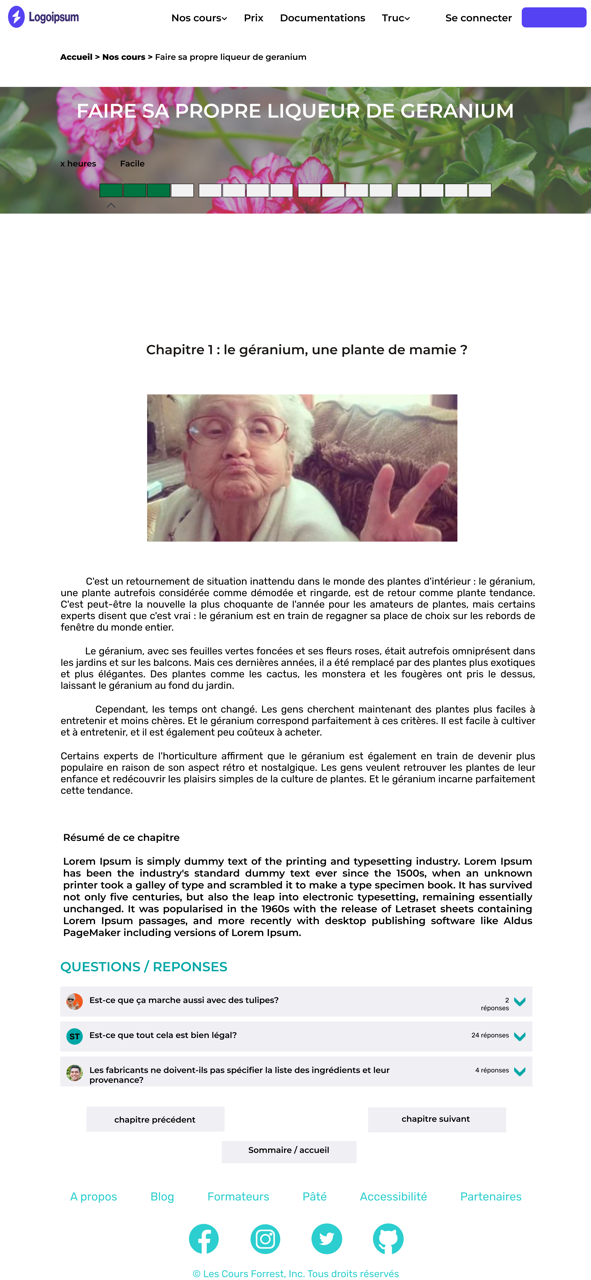 Logoipsum
Nos cours Prix Documentations Truc Se connecter
Accueil > Nos cours > Faire sa propre liqueur de geranium
FAIRE SA PROPRE LIQUEUR DE GERANIUM
x heures Facile
Chapitre 1 : le géranium, une plante de mamie ?
C'est un retournement de situation inattendu dans le monde des plantes d'intérieur : le géranium,
une plante autrefois considérée comme démodée et ringarde, est de retour comme plante tendance.
C'est peut-être la nouvelle la plus choquante de l'année pour les amateurs de plantes, mais certains
experts disent que c'est vrai : le géranium est en train de regagner sa place de choix sur les rebords de
fenêtre du monde entier.
Le géranium, avec ses feuilles vertes foncées et ses fleurs roses, était autrefois omniprésent dans
les jardins et sur les balcons. Mais ces dernières années, il a été remplacé par des plantes plus exotiques
et plus élégantes. Des plantes comme les cactus, les monstera et les fougères ont pris le dessus,
laissant le géranium au fond du jardin.
Cependant, les temps ont changé. Les gens cherchent maintenant des plantes plus faciles à
entretenir et moins chères. Et le géranium correspond parfaitement à ces critères. Il est facile à cultiver
et à entretenir, et il est également peu coûteux à acheter.
Certains experts de l'horticulture affirment que le géranium est également en train de devenir plus
populaire en raison de son aspect rétro et nostalgique. Les gens veulent retrouver les plantes de leur
enfance et redécouvrir les plaisirs simples de la culture de plantes. Et le géranium incarne parfaitement
cette tendance.
Résumé de ce chapitre
Lorem Ipsum is simply dummy text of the printing and typesetting industry. Lorem Ipsum
has been the industry's standard dummy text ever since the 1500s, when an unknown
printer took a galley of type and scrambled it to make a type specimen book. It has survived
not only five centuries, but also the leap into electronic typesetting, remaining essentially
unchanged. It was popularised in the 1960s with the release of Letraset sheets containing
Lorem Ipsum passages, and more recently with desktop publishing software like Aldus
PageMaker including versions of Lorem Ipsum.
QUESTIONS / REPONSES
Est-ce que ça marche aussi avec des tulipes? 2
réponses
ST Est-ce que tout cela est bien légal? 24 réponses
Les fabricants ne doivent-ils pas spécifier la liste des ingrédients et leur 4 réponses
provenance?
chapitre précédent chapitre suivant
Sommaire / accueil
A propos Blog Formateurs Pâté Accessibilité Partenaires
© Les Cours Forrest, Inc. Tous droits réservés